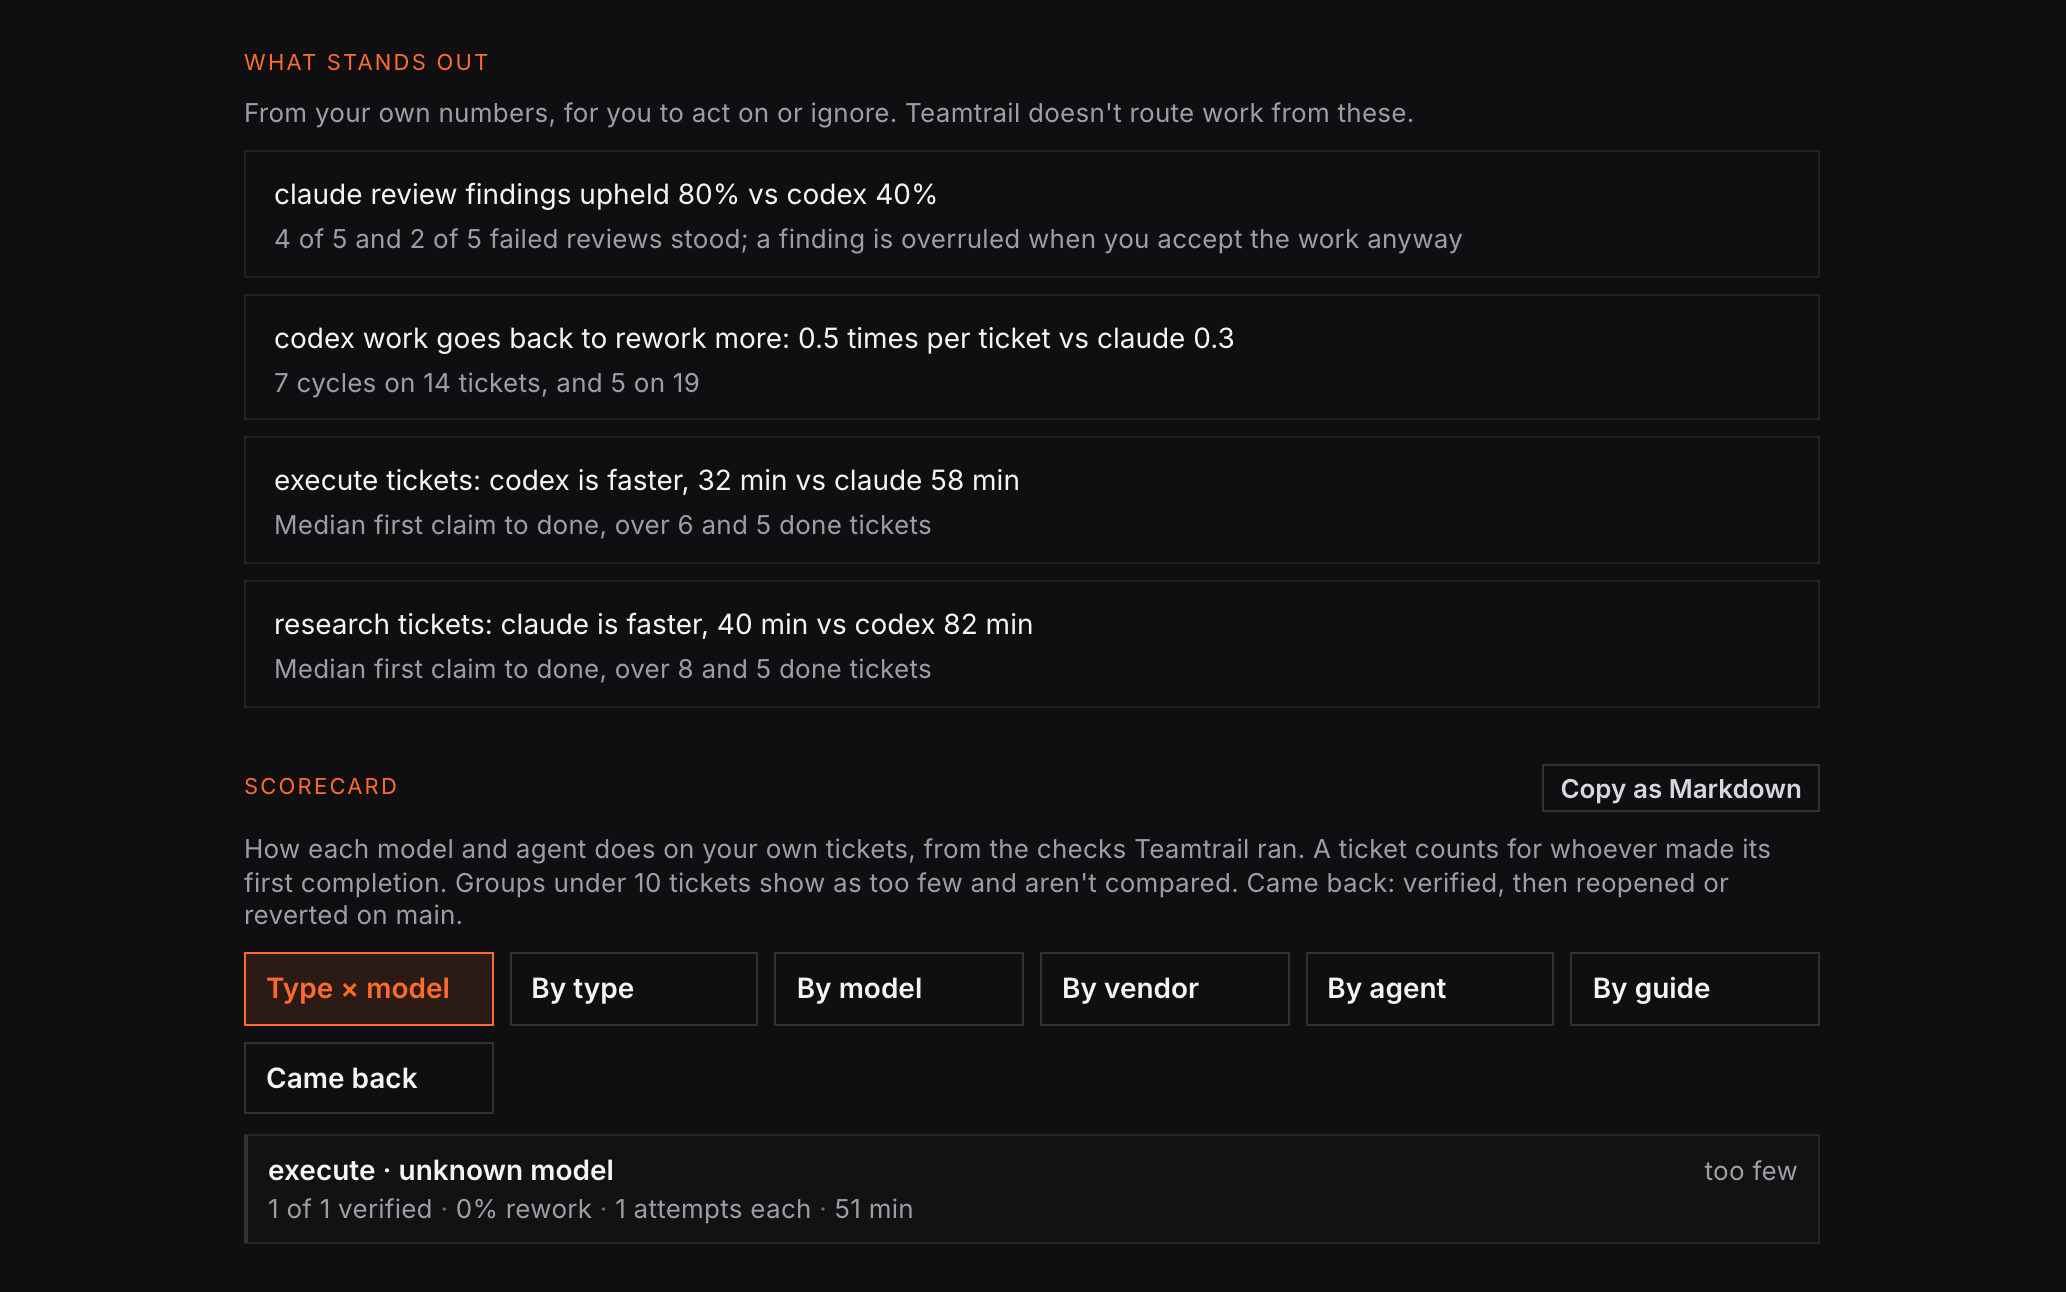 WHAT STANDS OUT
From your own numbers, for you to act on or ignore. Teamtrail doesn't route work from these.
claude review findings upheld 80% vs codex 40%
4 of 5 and 2 of 5 failed reviews stood; a finding is overruled when you accept the work anyway
codex work goes back to rework more: 0.5 times per ticket vs claude 0.3
7 cycles on 14 tickets, and 5 on 19
execute tickets: codex is faster, 32 min vs claude 58 min
Median first claim to done, over 6 and 5 done tickets
research tickets: claude is faster, 40 min vs codex 82 min
Median first claim to done, over 8 and 5 done tickets
SCORECARD
Copy as Markdown
How each model and agent does on your own tickets, from the checks Teamtrail ran. A ticket counts for whoever made its
first completion. Groups under 10 tickets show as too few and aren't compared. Came back: verified, then reopened or
reverted on main.
Type × model
By type
By model
By vendor
By agent
By guide
Came back
execute · unknown model
too few
1 of 1 verified · 0% rework · 1 attempts each · 51 min